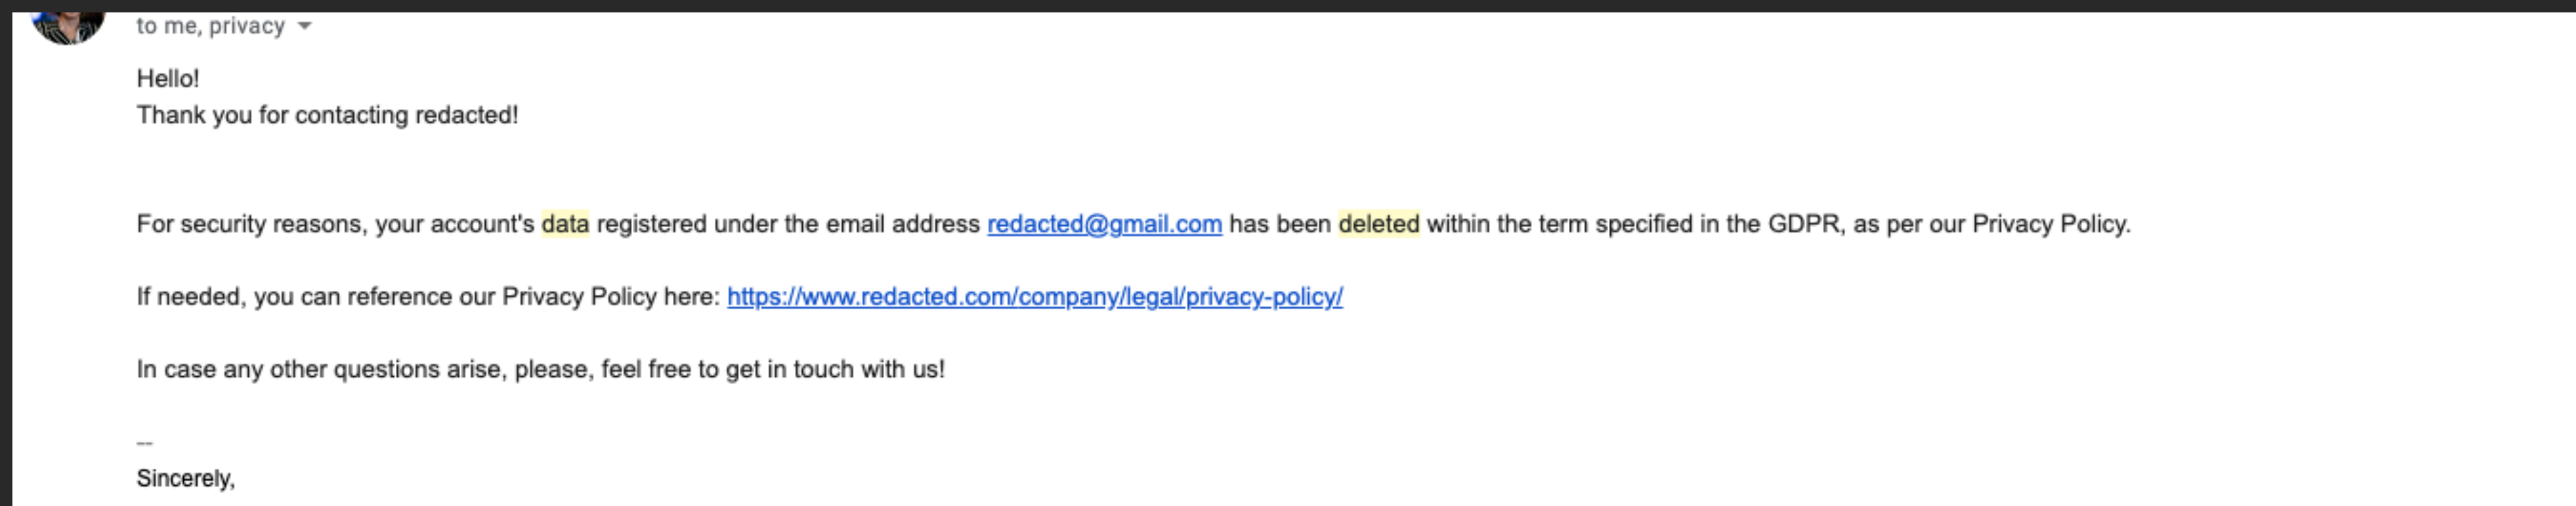 to me, privacy
Hello!
Thank you for contacting redacted!
For security reasons, your account's data registered under the email address redacted@gmail.com has been deleted within the term specified in the GDPR, as per our Privacy Policy.
If needed, you can reference our Privacy Policy here: https://www.redacted.com/company/legal/privacy-policy/
In case any other questions arise, please, feel free to get in touch with us!
--
Sincerely,